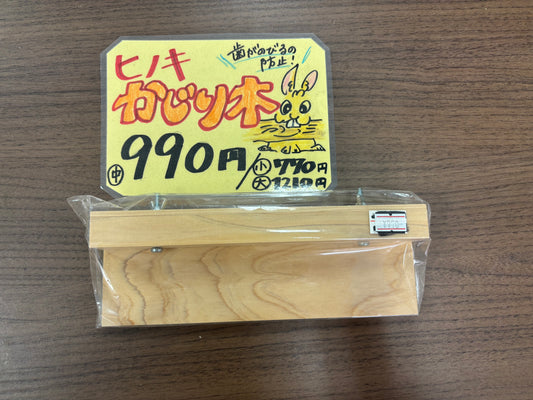 ヒノキ
歯がのびるの
防止!
かじり木
中 990円/小770円
大1210円
¥990